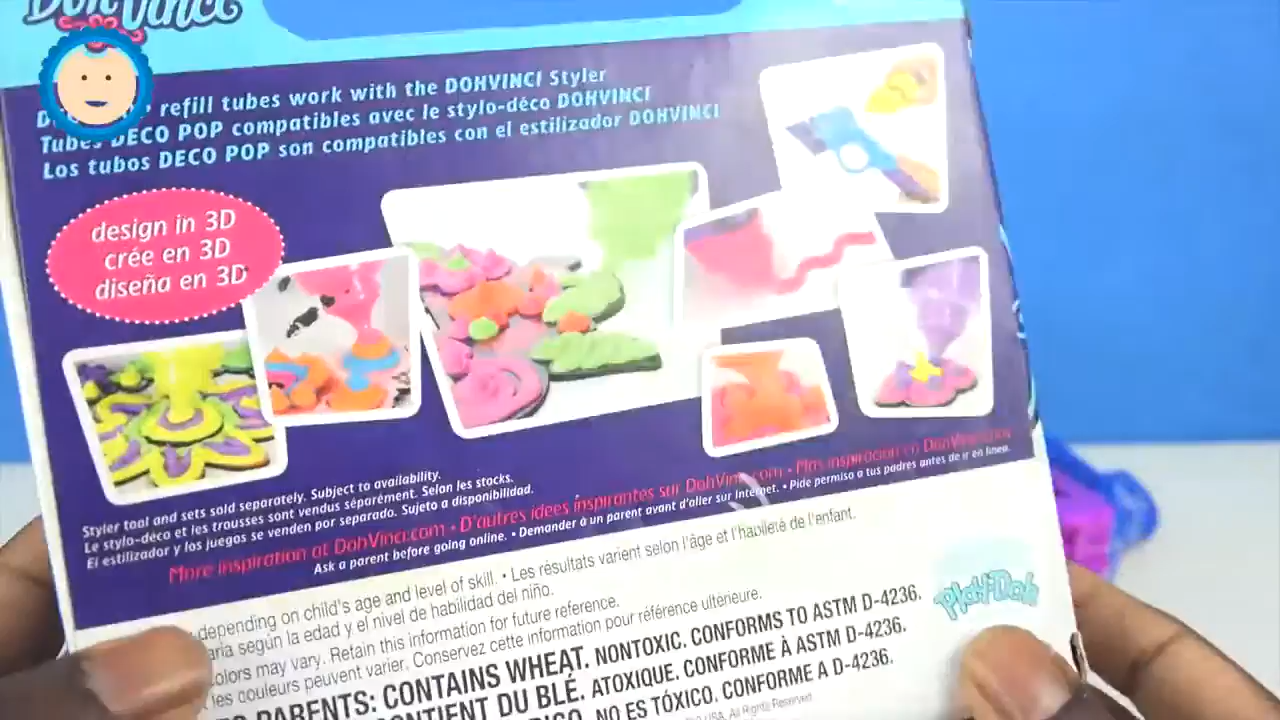 DohVinci
refill tubes work with the DOHVINCI Styler
Tubes DECO POP compatibles avec le stylo-déco DOHVINCI
Los tubos DECO POP son compatibles con el estilizador DOHVINCI
design in 3D
crée en 3D
diseña en 3D
Styler tool and sets sold separately. Subject to availability.
Le stylo-déco et les trousses sont vendus séparément. Selon les stocks.
El estilizador y los juegos se venden por separado. Sujeto a disponibilidad.
More inspiration at DohVinci.com • D'autres idées inspirantes sur DohVinci.com • Más inspiración en DohVinci.com
Ask a parent before going online. • Demander à un parent avant d'aller sur Internet. • Pide permiso a tus padres antes de ir en línea.
depending on child's age and level of skill. • Les résultats varient selon l'âge et l'habileté de l'enfant.
según la edad y el nivel de habilidad del niño.
colors may vary. Retain this information for future reference.
les couleurs peuvent varier. Conservez cette information pour référence ultérieure.
PARENTS: CONTAINS WHEAT. NONTOXIC. CONFORMS TO ASTM D-4236.
CONTIENT DU BLÉ. ATOXIQUE. CONFORME À ASTM D-4236.
NO ES TÓXICO. CONFORME A D-4236.
USA. All Rights Reserved.
Play-Doh